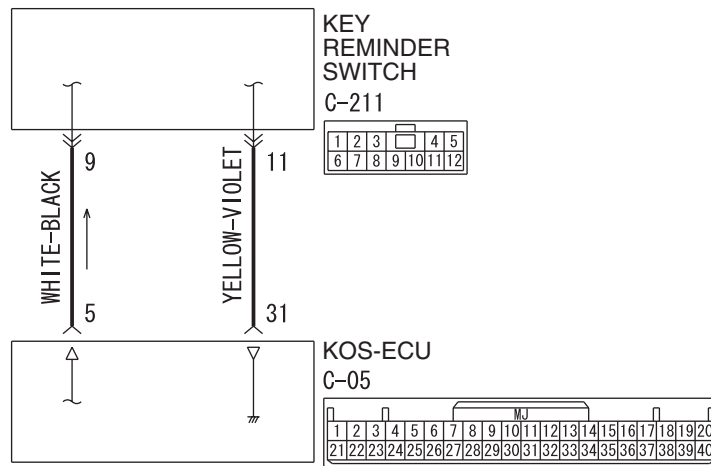 KEY
REMINDER
SWITCH
C-211
1 2 3 4 5
6 7 8 9 10 11 12
9 11
WHITE-BLACK
YELLOW-VIOLET
5 31
KOS-ECU
C-05
MJ
1 2 3 4 5 6 7 8 9 10 11 12 13 14 15 16 17 18 19 20
21 22 23 24 25 26 27 28 29 30 31 32 33 34 35 36 37 38 39 40